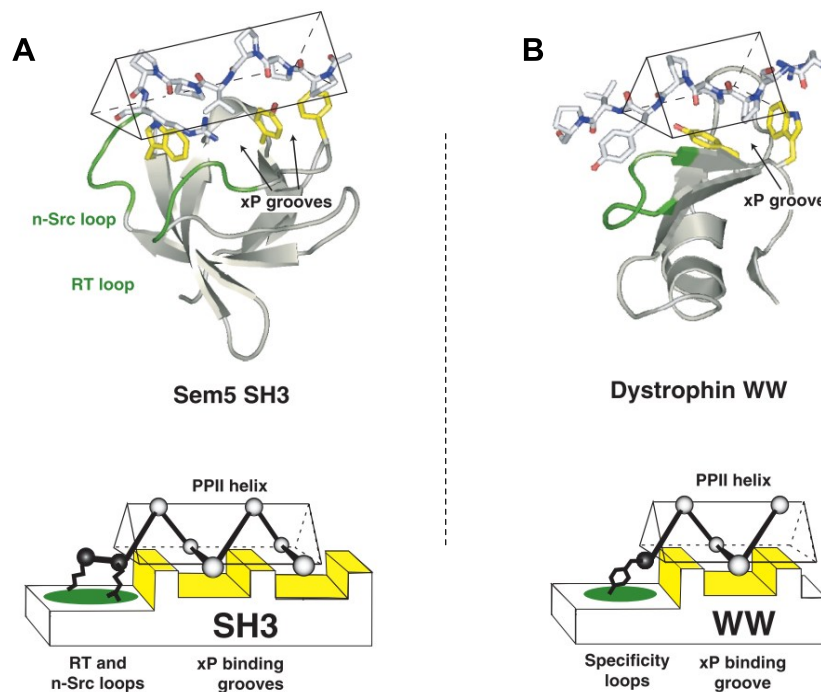 A
B
n-Src loop
xP grooves
RT loop
xP groove
Sem5 SH3
Dystrophin WW
PPII helix
PPII helix
SH3
WW
RT and
n-Src loops
xP binding
grooves
Specificity
loops
xP binding
groove